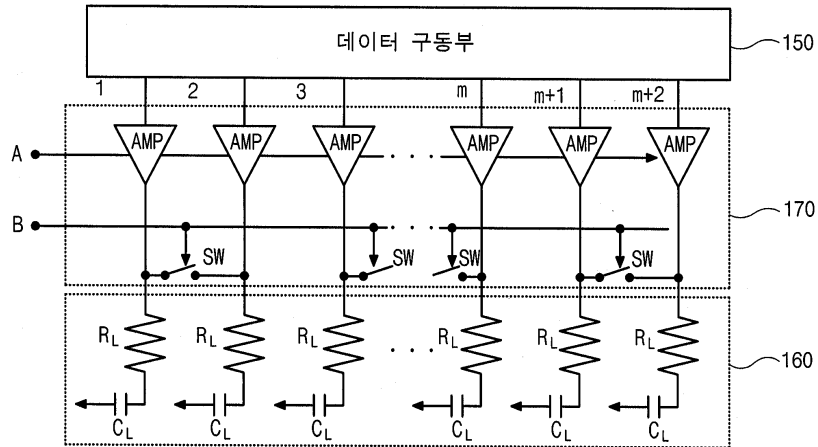 데이터 구동부
150
1 2 3 m m+1 m+2
A AMP AMP AMP . . . AMP AMP AMP
170
B . . .
SW SW SW SW
R_L R_L R_L . . . R_L R_L R_L
160
C_L C_L C_L C_L C_L C_L